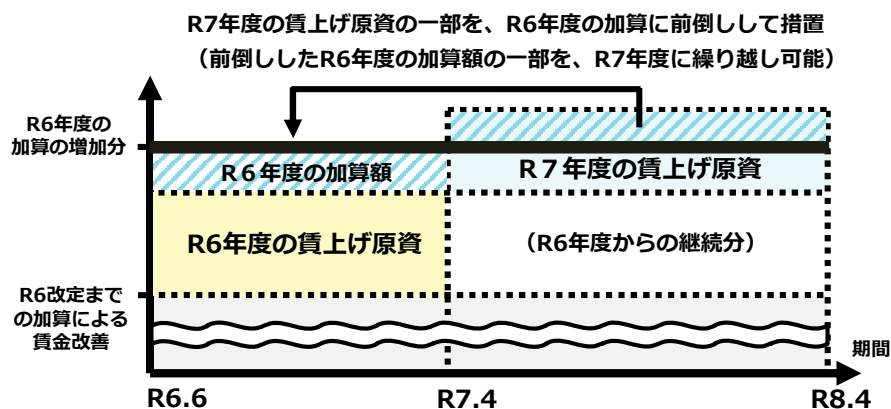 R7年度の賃上げ原資の一部を、R6年度の加算に前倒しして措置
（前倒ししたR6年度の加算額の一部を、R7年度に繰り越し可能）
R6年度の
加算の増加分
R６年度の加算額
R７年度の賃上げ原資
R6年度の賃上げ原資
（R6年度からの継続分）
R6改定まで
の加算による
賃金改善
期間
R6.6
R7.4
R8.4